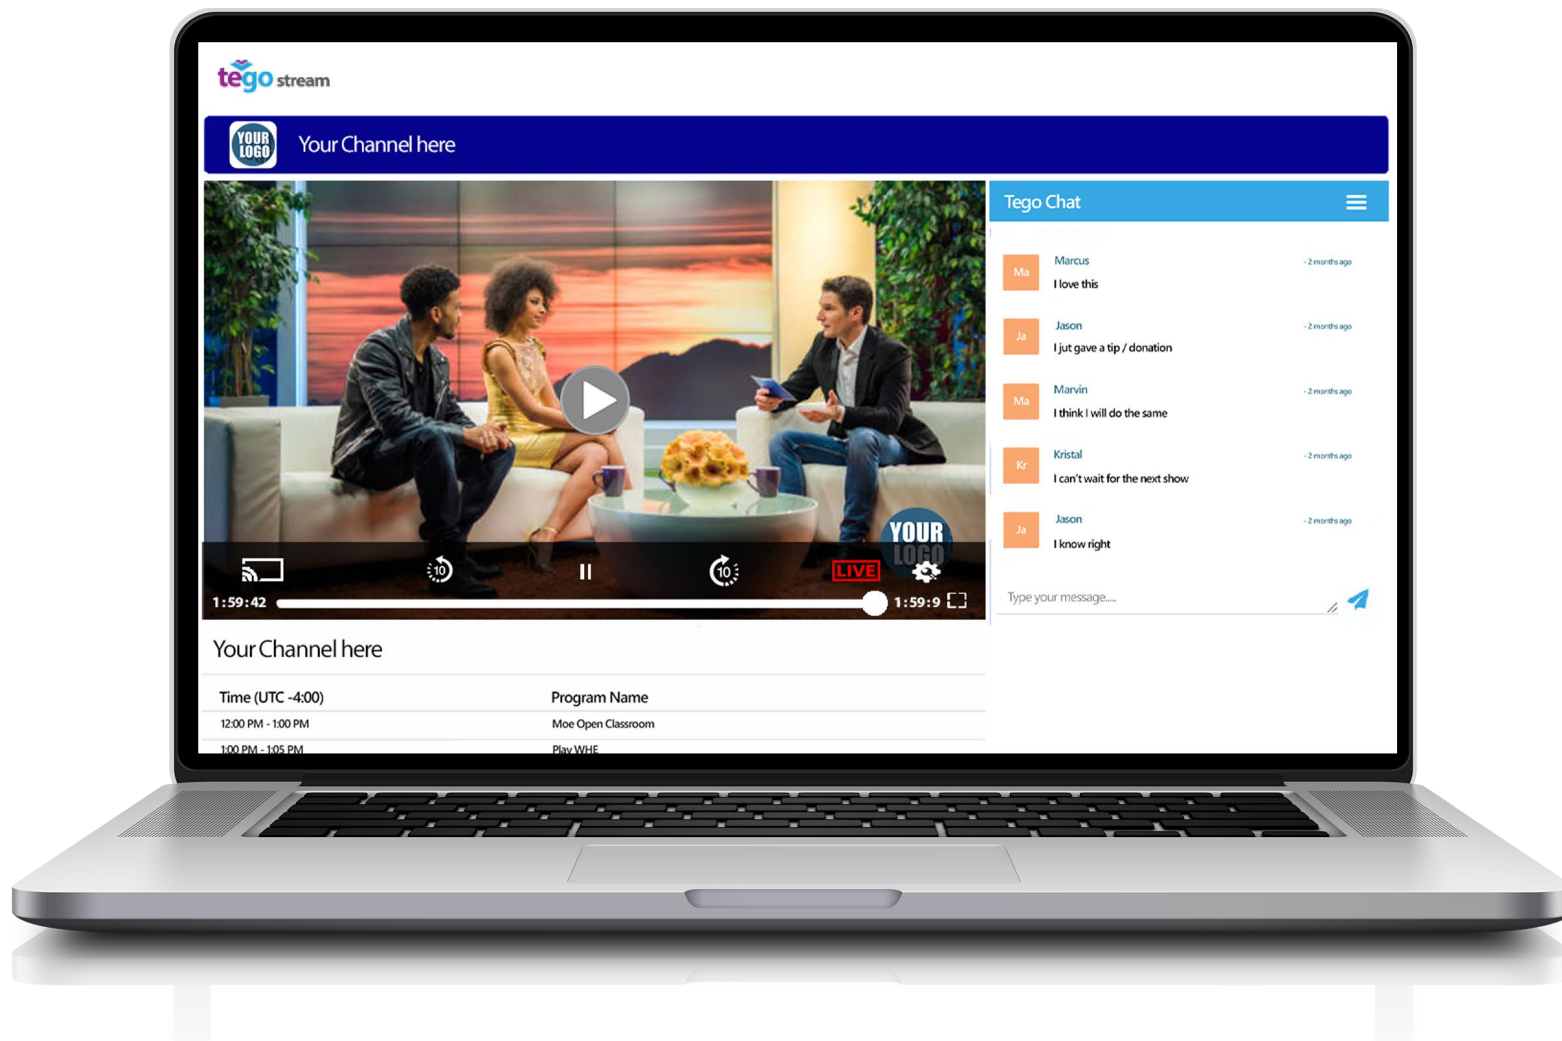 tego stream
YOUR
LOGO
Your Channel here
Tego Chat
Ma
Marcus
- 2 months ago
I love this
Ja
Jason
- 2 months ago
I jut gave a tip / donation
Ma
Marvin
- 2 months ago
I think I will do the same
Kr
Kristal
- 2 months ago
I can't wait for the next show
Ja
Jason
- 2 months ago
I know right
Type your message.....
YOUR
LOGO
10
10
LIVE
1:59:42
1:59:9
Your Channel here
Time (UTC -4:00)
Program Name
12:00 PM - 1:00 PM
Moe Open Classroom
1:00 PM - 1:05 PM
Play WHE